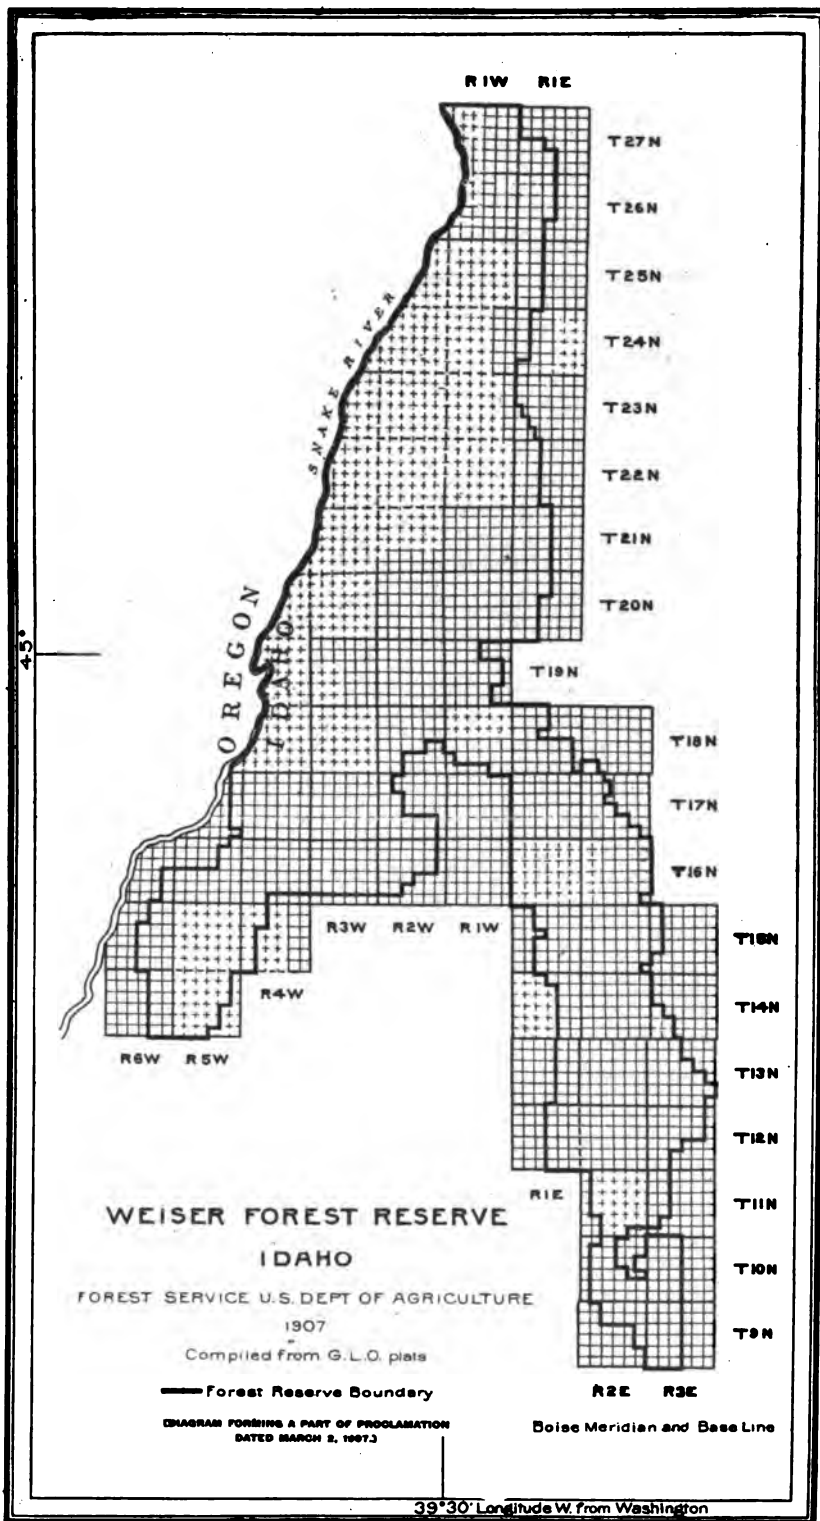 R1W R1E
T27N
T26N
T25N
T24N
T23N
T22N
T21N
T20N
T19N
T18N
T17N
T16N
T15N
T14N
T13N
T12N
T11N
T10N
T9N
SNAKE RIVER
OREGON
IDAHO
45°
R3W R2W R1W
R4W
R6W R5W
R1E
R2E R3E
WEISER FOREST RESERVE
IDAHO
FOREST SERVICE U.S. DEPT OF AGRICULTURE
1907
Compiled from G.L.O. plats
Forest Reserve Boundary
[DIAGRAM FORMING A PART OF PROCLAMATION
DATED MARCH 2, 1907.]
Boise Meridian and Base Line
39°30' Longitude W. from Washington